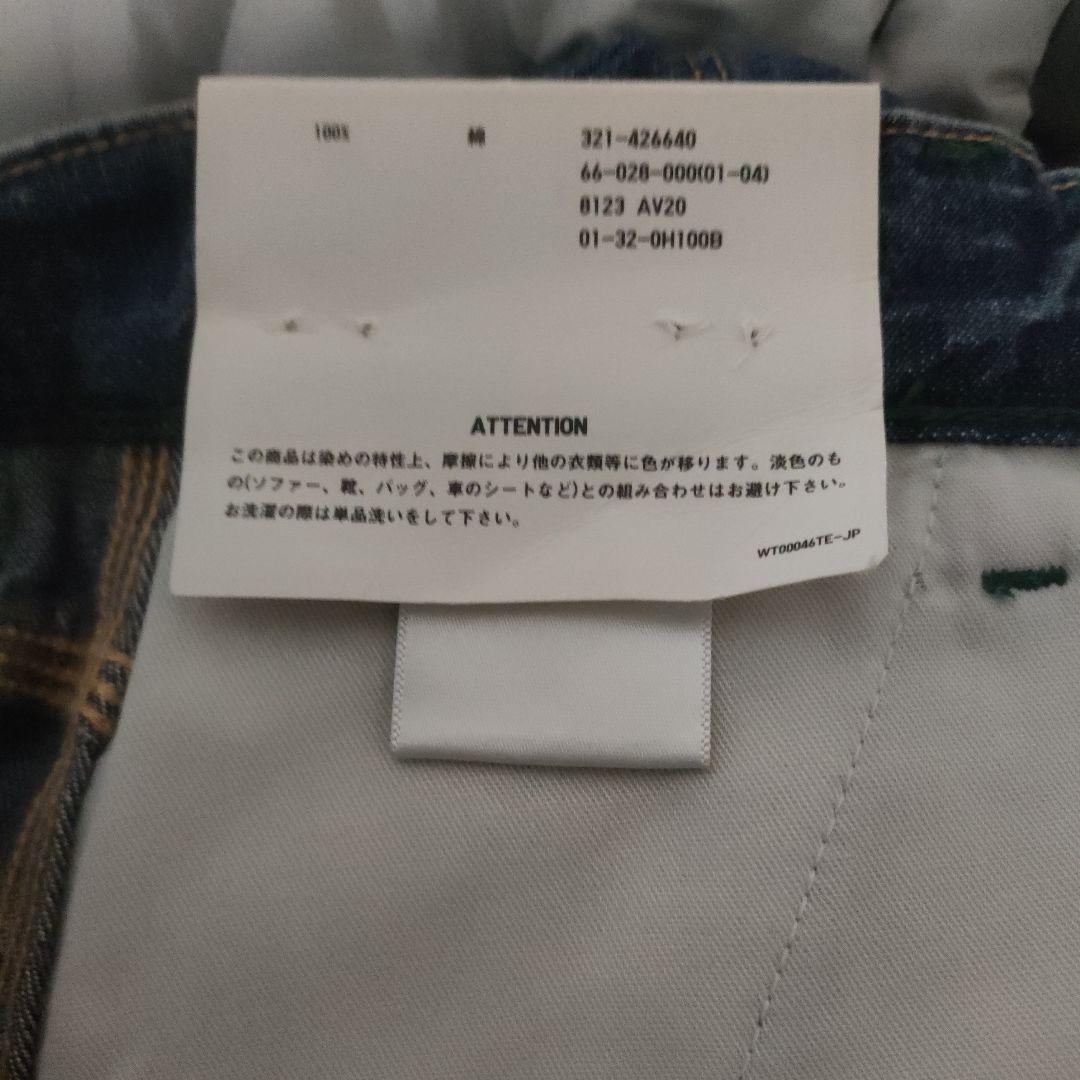 100% 綿 321-426640
66-028-000(01-04)
8123 AV20
01-32-0H100B
ATTENTION
この商品は染めの特性上、摩擦により他の衣類等に色が移ります。淡色のも
の(ソファー、靴、バッグ、車のシートなど)との組み合わせはお避け下さい。
お洗濯の際は単品洗いをして下さい。
WT00046TE-JP